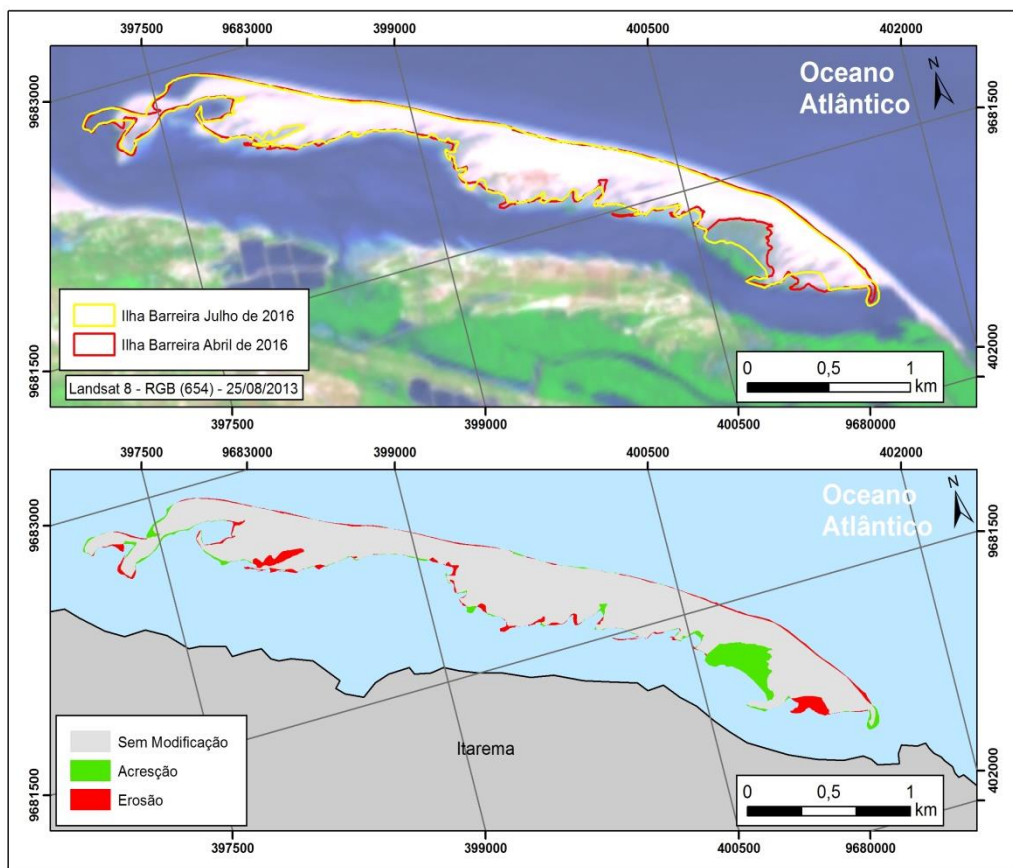 397500
9683000
399000
400500
402000
Oceano
Atlântico
N
9683000
9681500
Ilha Barreira Julho de 2016
Ilha Barreira Abril de 2016
9681500
402000
0
0,5
1
km
Landsat 8 - RGB (654) - 25/08/2013
397500
399000
400500
9680000
397500
9683000
399000
400500
402000
Oceano
Atlântico
N
9683000
9681500
Sem Modificação
Acresção
Erosão
Itarema
9681500
402000
0
0,5
1
km
397500
399000
400500
9680000